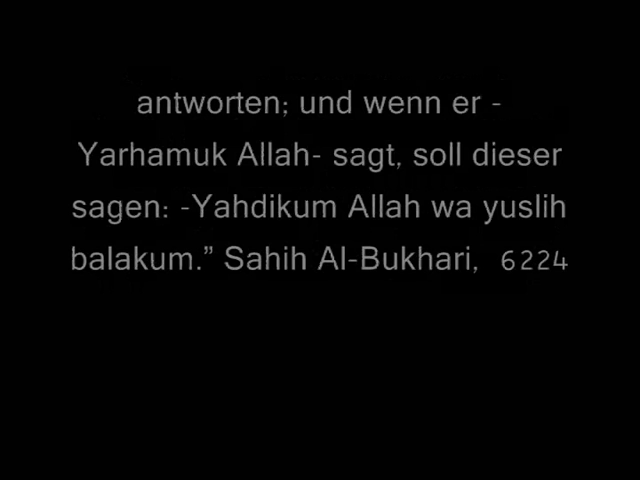 antworten; und wenn er -
Yarhamuk Allah- sagt, soll dieser
sagen: -Yahdikum Allah wa yuslih
balakum.” Sahih Al-Bukhari, 6224